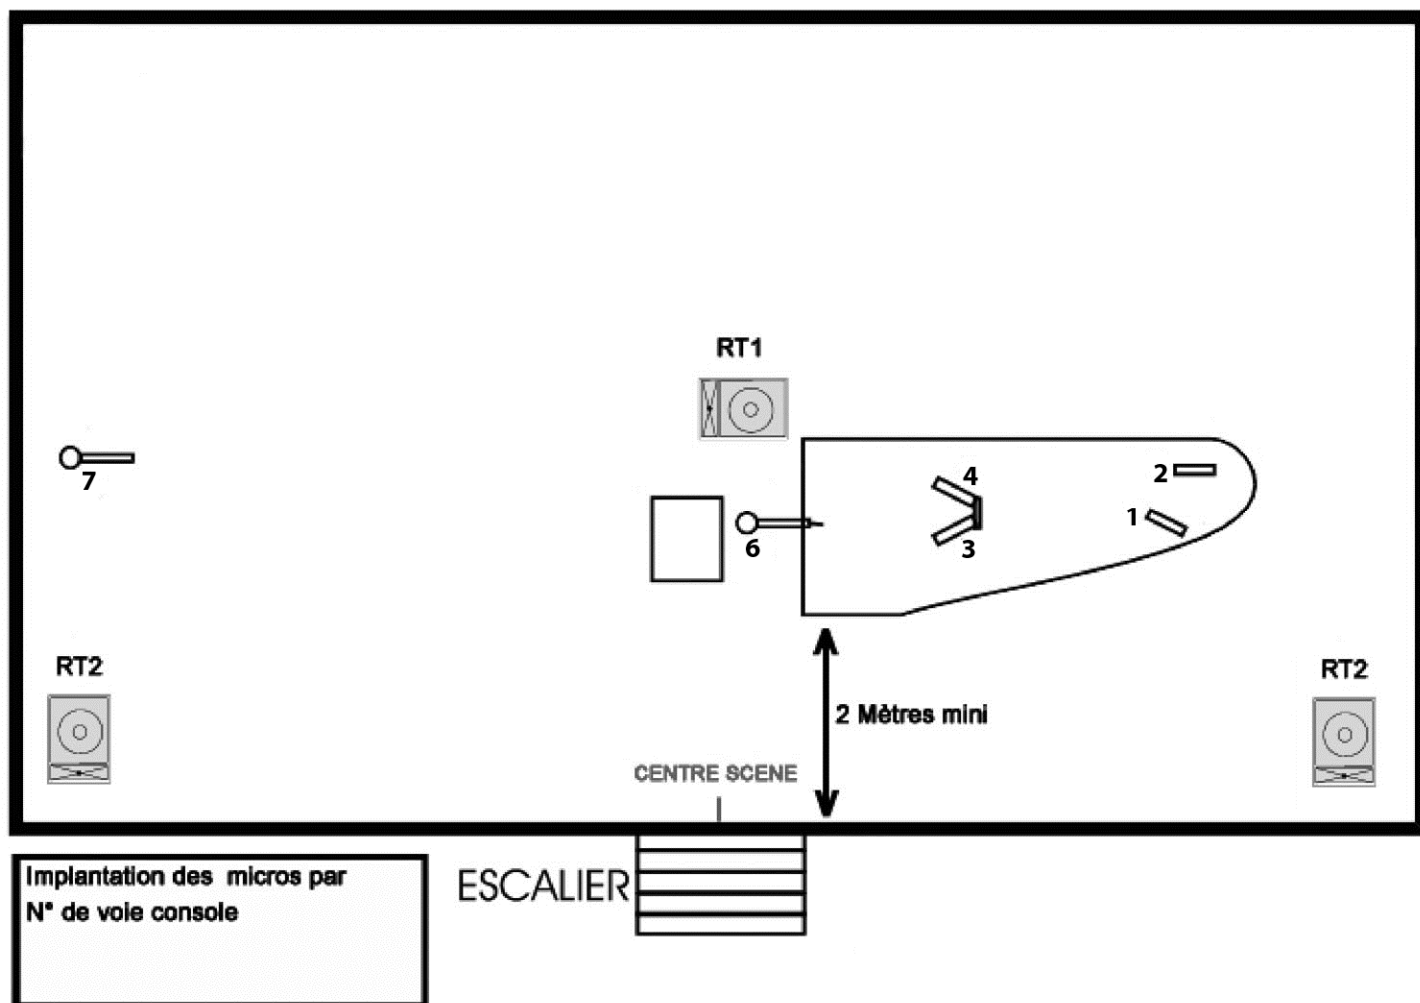 RT1
4
2
7
1
6
3
RT2
RT2
2 Mètres mini
CENTRE SCENE
Implantation des micros par
N° de voie console
ESCALIER